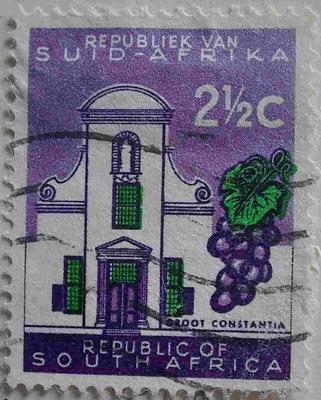 REPUBLIEK VAN
SUID-AFRIKA
2½C
GROOT CONSTANTIA
REPUBLIC OF
SOUTH AFRICA